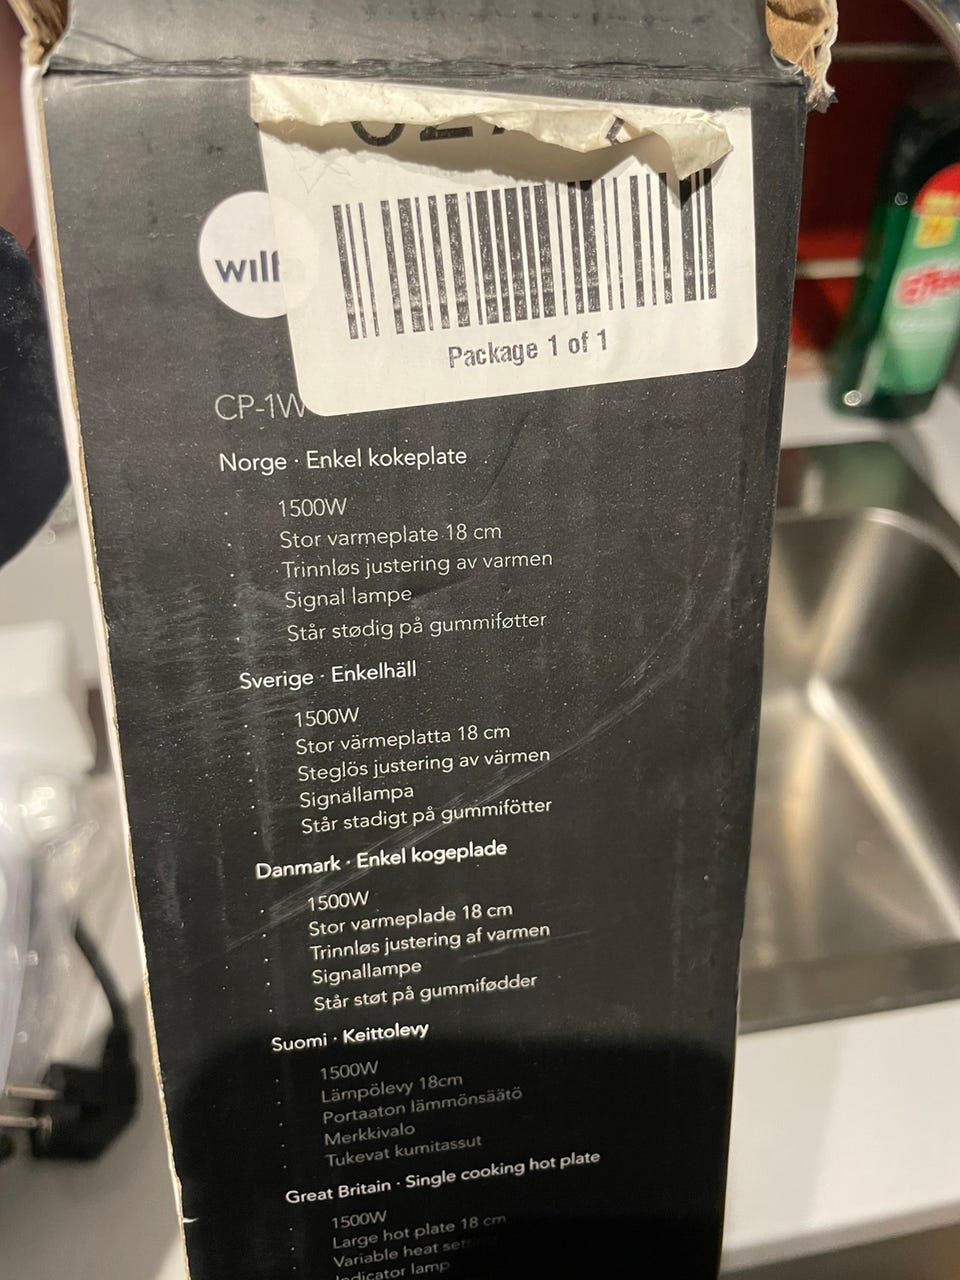 wilf
Package 1 of 1
CP-1W
Norge · Enkel kokeplate
1500W
Stor varmeplate 18 cm
Trinnløs justering av varmen
Signal lampe
Står stødig på gummiføtter
Sverige · Enkelhäll
1500W
Stor värmeplatta 18 cm
Steglös justering av värmen
Signallampa
Står stadigt på gummifötter
Danmark · Enkel kogeplade
1500W
Stor varmeplade 18 cm
Trinnløs justering af varmen
Signallampe
Står støt på gummifødder
Suomi · Keittolevy
1500W
Lämpölevy 18cm
Portaaton lämmönsäätö
Merkkivalo
Tukevat kumitassut
Great Britain · Single cooking hot plate
1500W
Large hot plate 18 cm
Variable heat
Indicator lamp